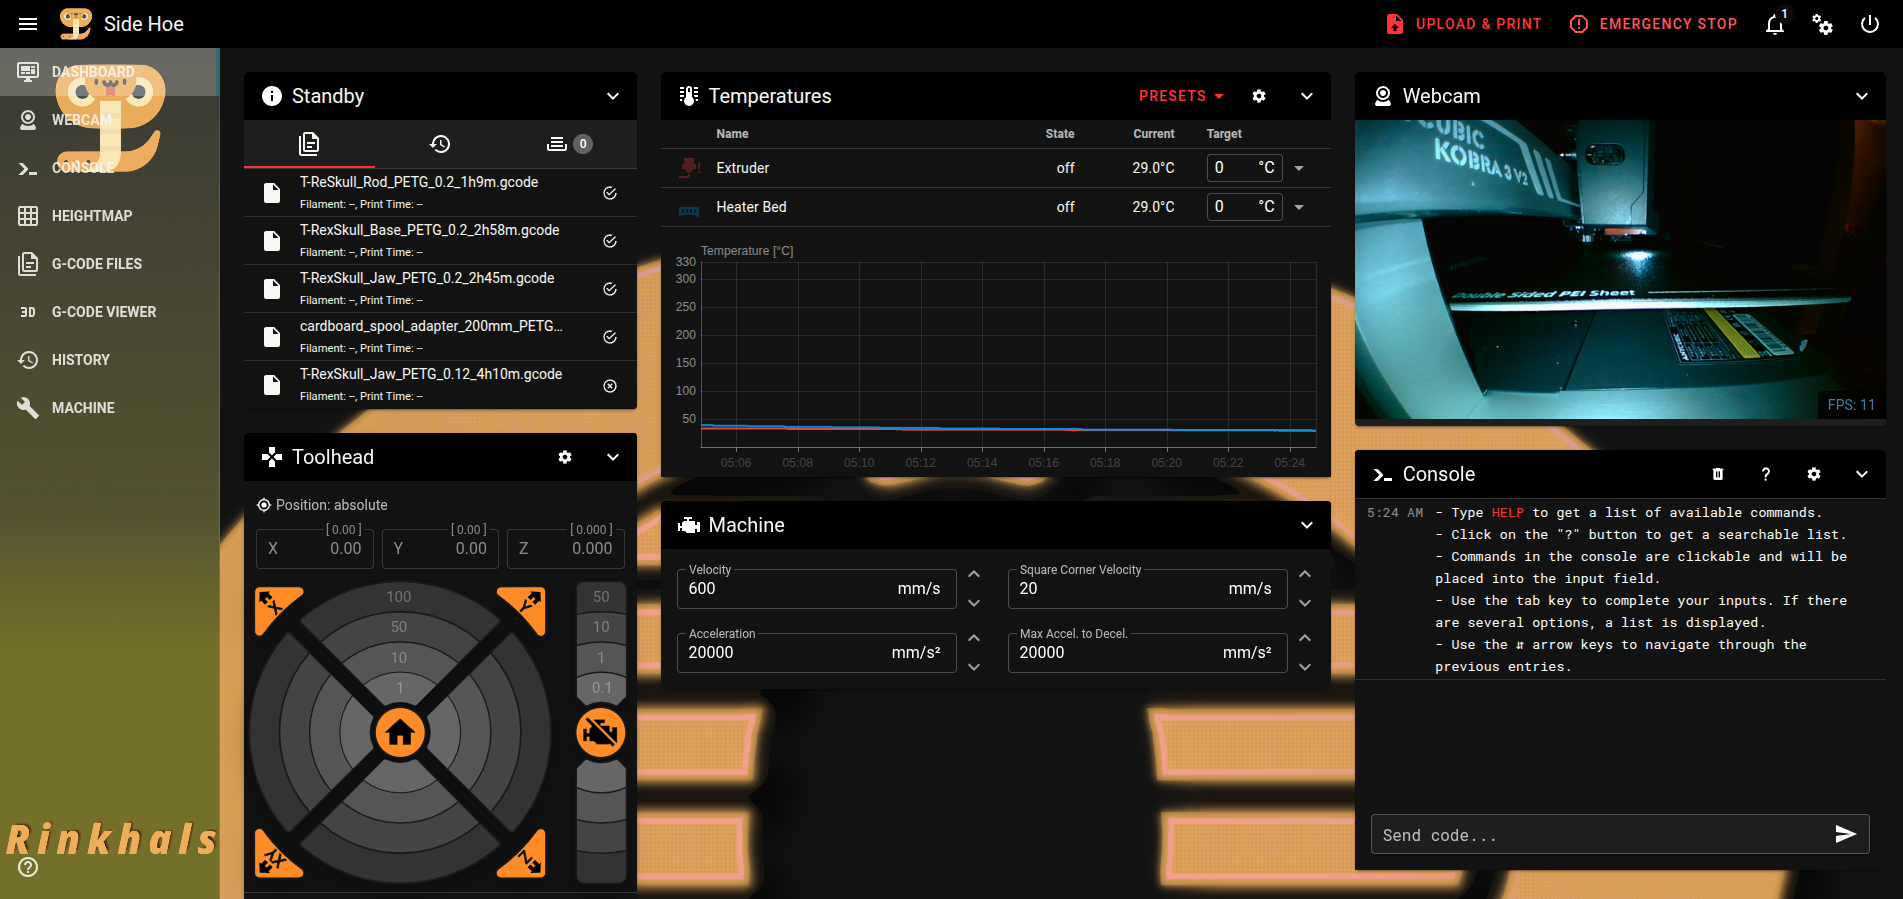 Side Hoe
UPLOAD & PRINT
EMERGENCY STOP
1
DASHBOARD
WEBCAM
CONSOLE
HEIGHTMAP
G-CODE FILES
3D G-CODE VIEWER
HISTORY
MACHINE
Rinkhals
Standby
0
T-ReSkull_Rod_PETG_0.2_1h9m.gcode
Filament: --, Print Time: --
T-RexSkull_Base_PETG_0.2_2h58m.gcode
Filament: --, Print Time: --
T-RexSkull_Jaw_PETG_0.2_2h45m.gcode
Filament: --, Print Time: --
cardboard_spool_adapter_200mm_PETG...
Filament: --, Print Time: --
T-RexSkull_Jaw_PETG_0.12_4h10m.gcode
Filament: --, Print Time: --
Toolhead
Position: absolute
[ 0.00 ] [ 0.00 ] [ 0.000 ]
X 0.00 Y 0.00 Z 0.000
X
Y
XY
Z
100
50
10
1
50
10
1
0.1
Temperatures
PRESETS
Name State Current Target
Extruder off 29.0°C 0 °C
Heater Bed off 29.0°C 0 °C
Temperature [°C]
330
300
250
200
150
100
50
05:06 05:08 05:10 05:12 05:14 05:16 05:18 05:20 05:22 05:24
Machine
Velocity
600 mm/s
Square Corner Velocity
20 mm/s
Acceleration
20000 mm/s²
Max Accel. to Decel.
20000 mm/s²
Webcam
CUBIC
KOBRA 3 V2
Double Sided PEI Sheet
FPS: 11
Console
?
5:24 AM - Type HELP to get a list of available commands.
- Click on the "?" button to get a searchable list.
- Commands in the console are clickable and will be
placed into the input field.
- Use the tab key to complete your inputs. If there
are several options, a list is displayed.
- Use the ⇵ arrow keys to navigate through the
previous entries.
Send code...